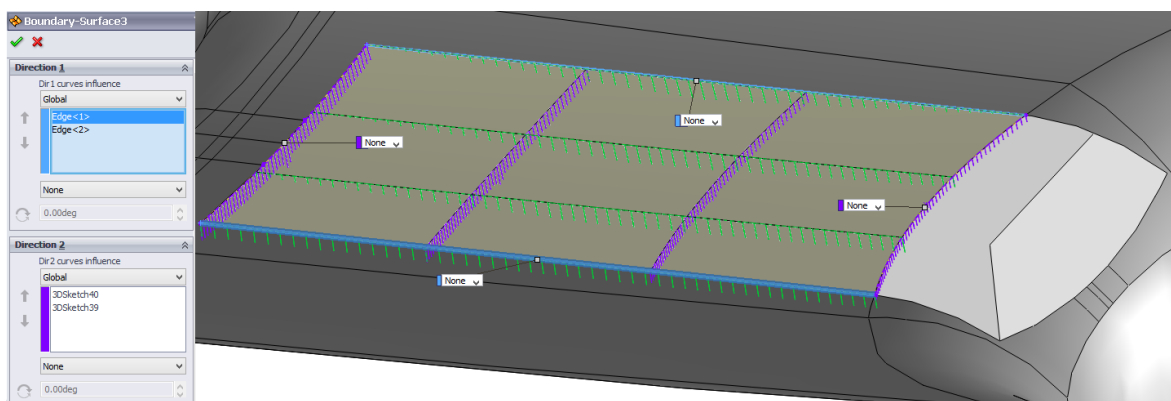 Boundary-Surface3
Direction 1
Dir1 curves influence
Global
Edge<1>
Edge<2>
None
0.00deg
Direction 2
Dir2 curves influence
Global
3DSketch40
3DSketch39
None
0.00deg
None
None
None
None